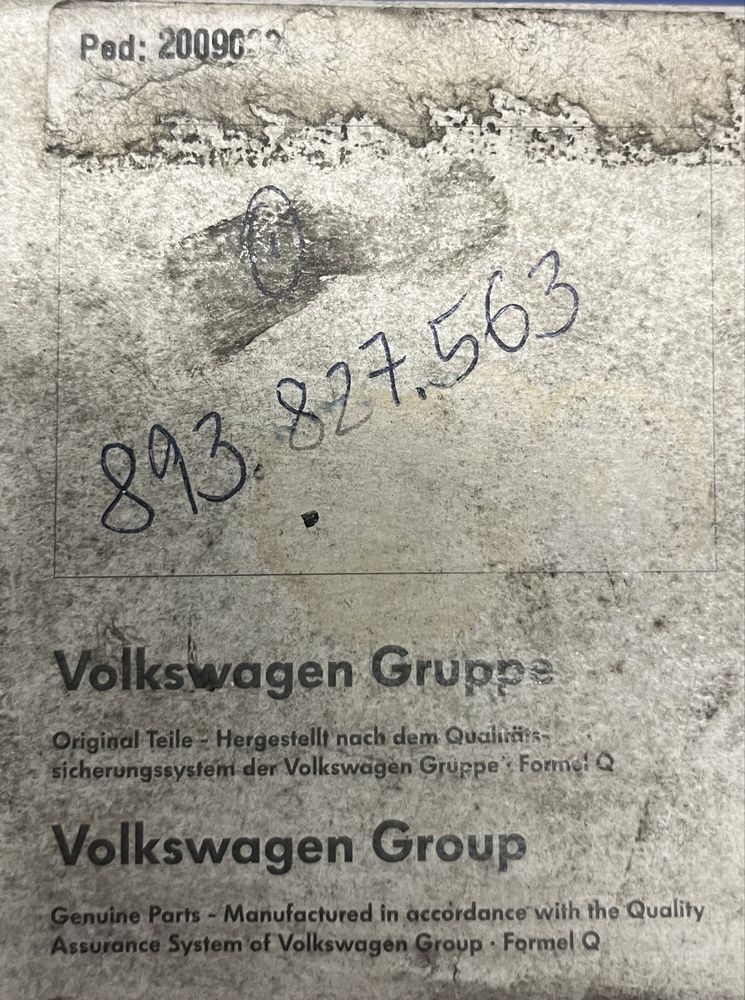 Ped:
1
893.827.563
Volkswagen Gruppe
Original Teile - Hergestellt nach dem Qualitäts-
sicherungssystem der Volkswagen Gruppe · Formel Q
Volkswagen Group
Genuine Parts - Manufactured in accordance with the Quality
Assurance System of Volkswagen Group · Formel Q